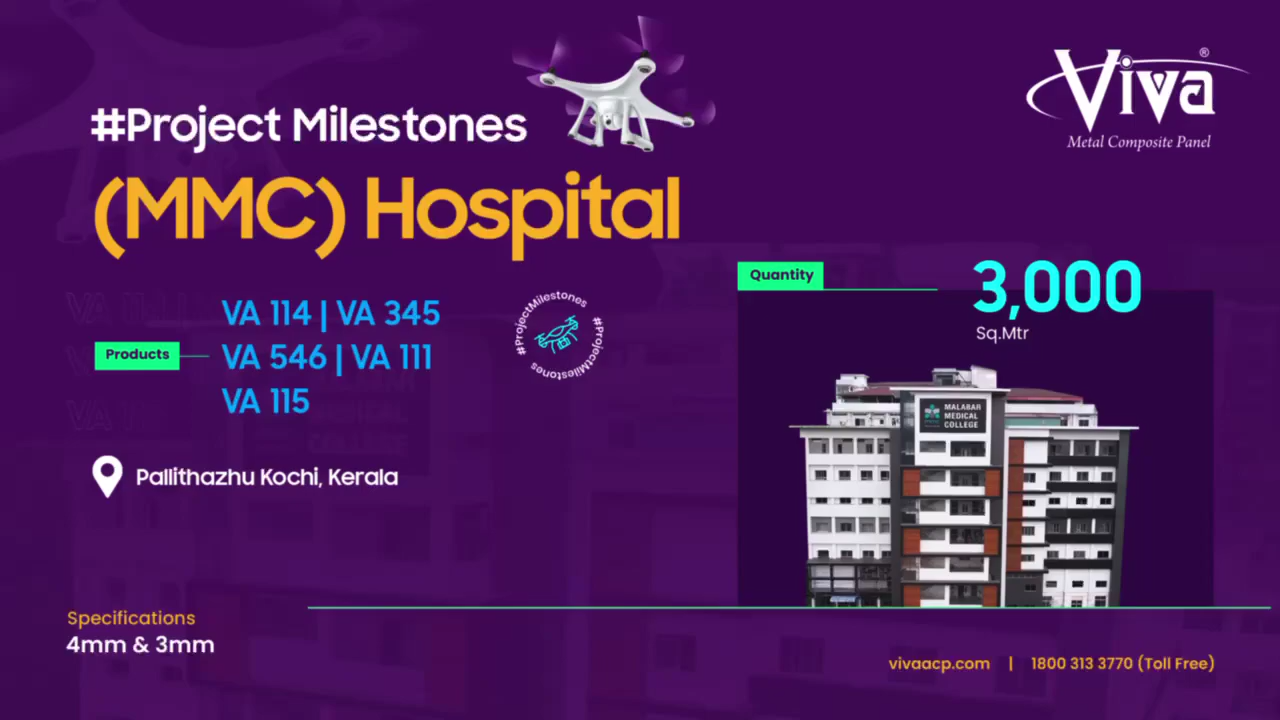 #Project Milestones
Viva®
Metal Composite Panel
(MMC) Hospital
Quantity
3,000
Sq.Mtr
Products
VA 114 | VA 345
VA 546 | VA 111
VA 115
#ProjectMilestones
#ProjectMilestones
MALABAR
MEDICAL
COLLEGE
Pallithazhu Kochi, Kerala
Specifications
4mm & 3mm
vivaacp.com | 1800 313 3770 (Toll Free)